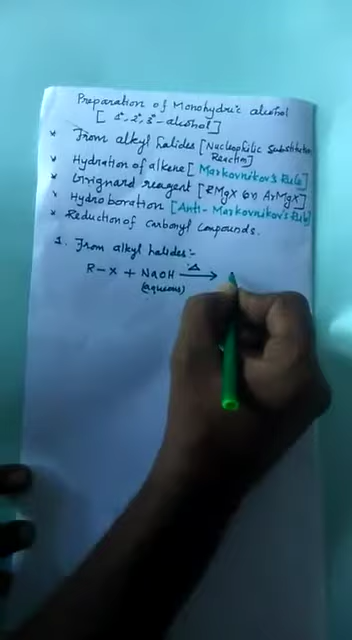 Preparation of Monohydric alcohol
[1°, 2°, 3° - alcohol]
* From alkyl halides [Nucleophilic Substitution
Reaction]
* Hydration of alkene [Markovnikov's Rule]
* Grignard reagent [RMgX (or) ArMgX]
* Hydroboration [Anti-Markovnikov's Rule]
* Reduction of Carbonyl Compounds.
1. From alkyl halides:-
R-X + NaOH —Δ→
(aqueous)